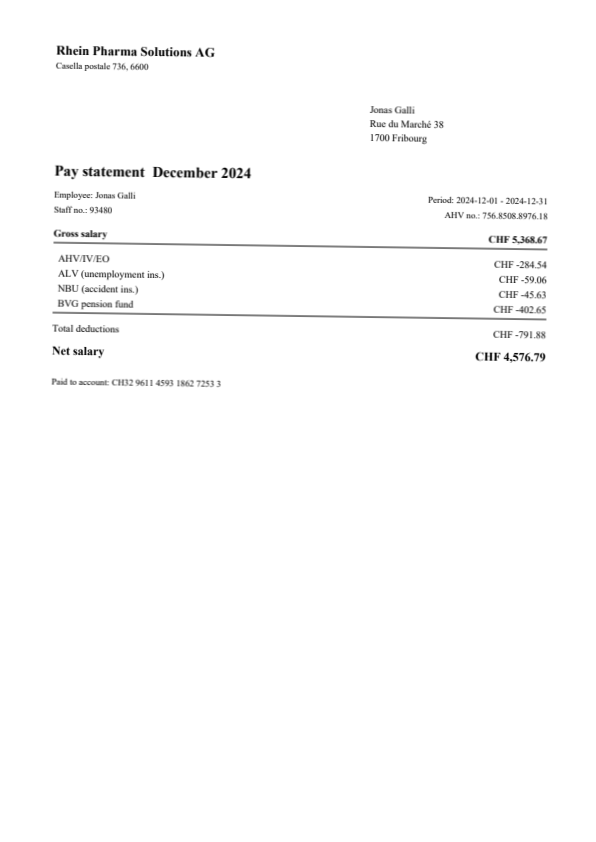 Rhein Pharma Solutions AG
Casella postale 736, 6600
Jonas Galli
Rue du Marché 38
1700 Fribourg
Pay statement December 2024
Employee: Jonas Galli
Period: 2024-12-01 - 2024-12-31
Staff no.: 93480
AHV no.: 756.8508.8976.18
Gross salary CHF 5,368.67
AHV/IV/EO CHF -284.54
ALV (unemployment ins.) CHF -59.06
NBU (accident ins.) CHF -45.63
BVG pension fund CHF -402.65
Total deductions CHF -791.88
Net salary CHF 4,576.79
Paid to account: CH32 9611 4593 1862 7253 3